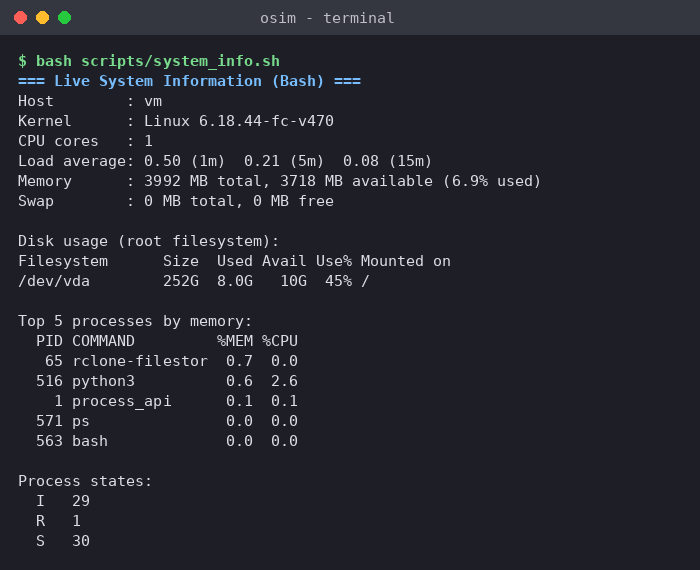 osim - terminal
$ bash scripts/system_info.sh
=== Live System Information (Bash) ===
Host        : vm
Kernel      : Linux 6.18.44-fc-v470
CPU cores   : 1
Load average: 0.50 (1m)  0.21 (5m)  0.08 (15m)
Memory      : 3992 MB total, 3718 MB available (6.9% used)
Swap        : 0 MB total, 0 MB free
Disk usage (root filesystem):
Filesystem      Size  Used Avail Use% Mounted on
/dev/vda        252G  8.0G   10G  45% /
Top 5 processes by memory:
  PID COMMAND         %MEM %CPU
   65 rclone-filestor  0.7  0.0
  516 python3          0.6  2.6
    1 process_api      0.1  0.1
  571 ps               0.0  0.0
  563 bash             0.0  0.0
Process states:
  I   29
  R   1
  S   30